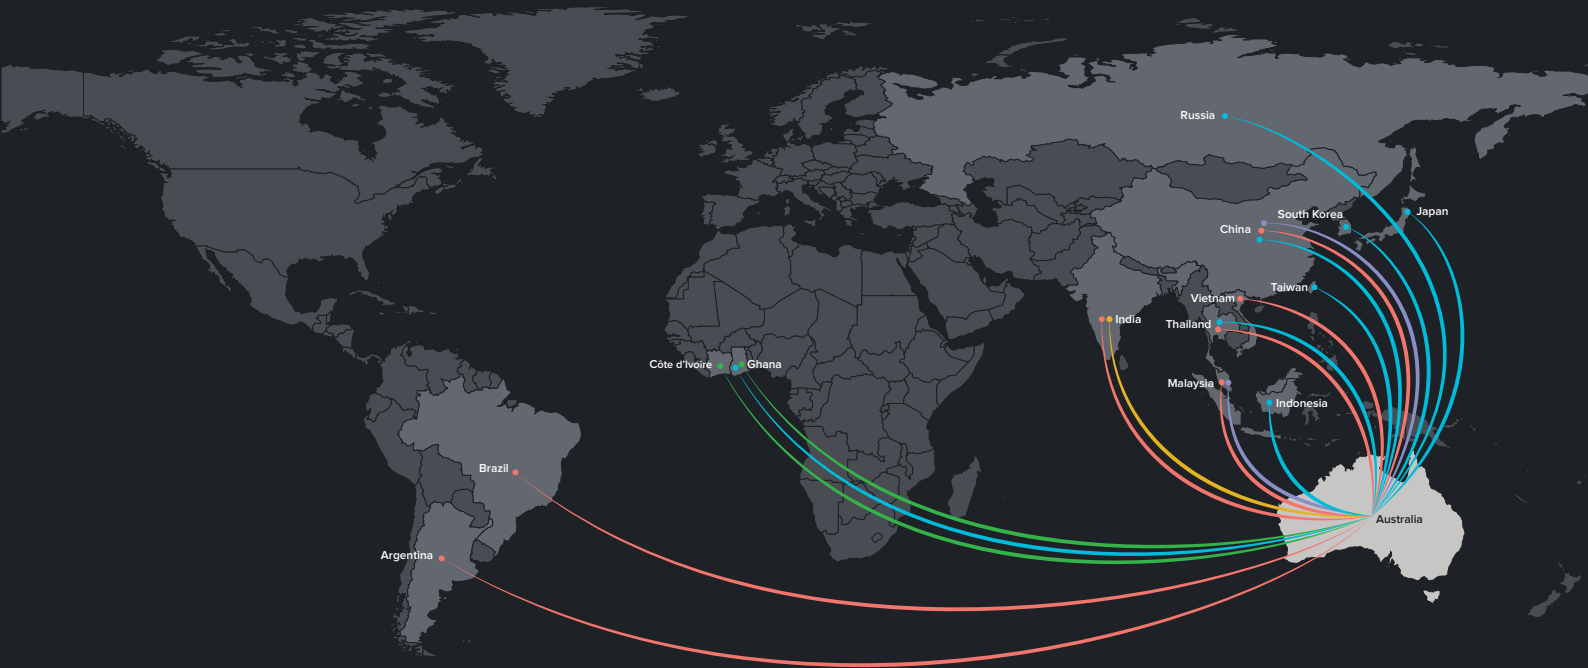 Russia
South Korea
Japan
China
Taiwan
Vietnam
India
Thailand
Côte d'Ivoire
Ghana
Malaysia
Indonesia
Brazil
Australia
Argentina